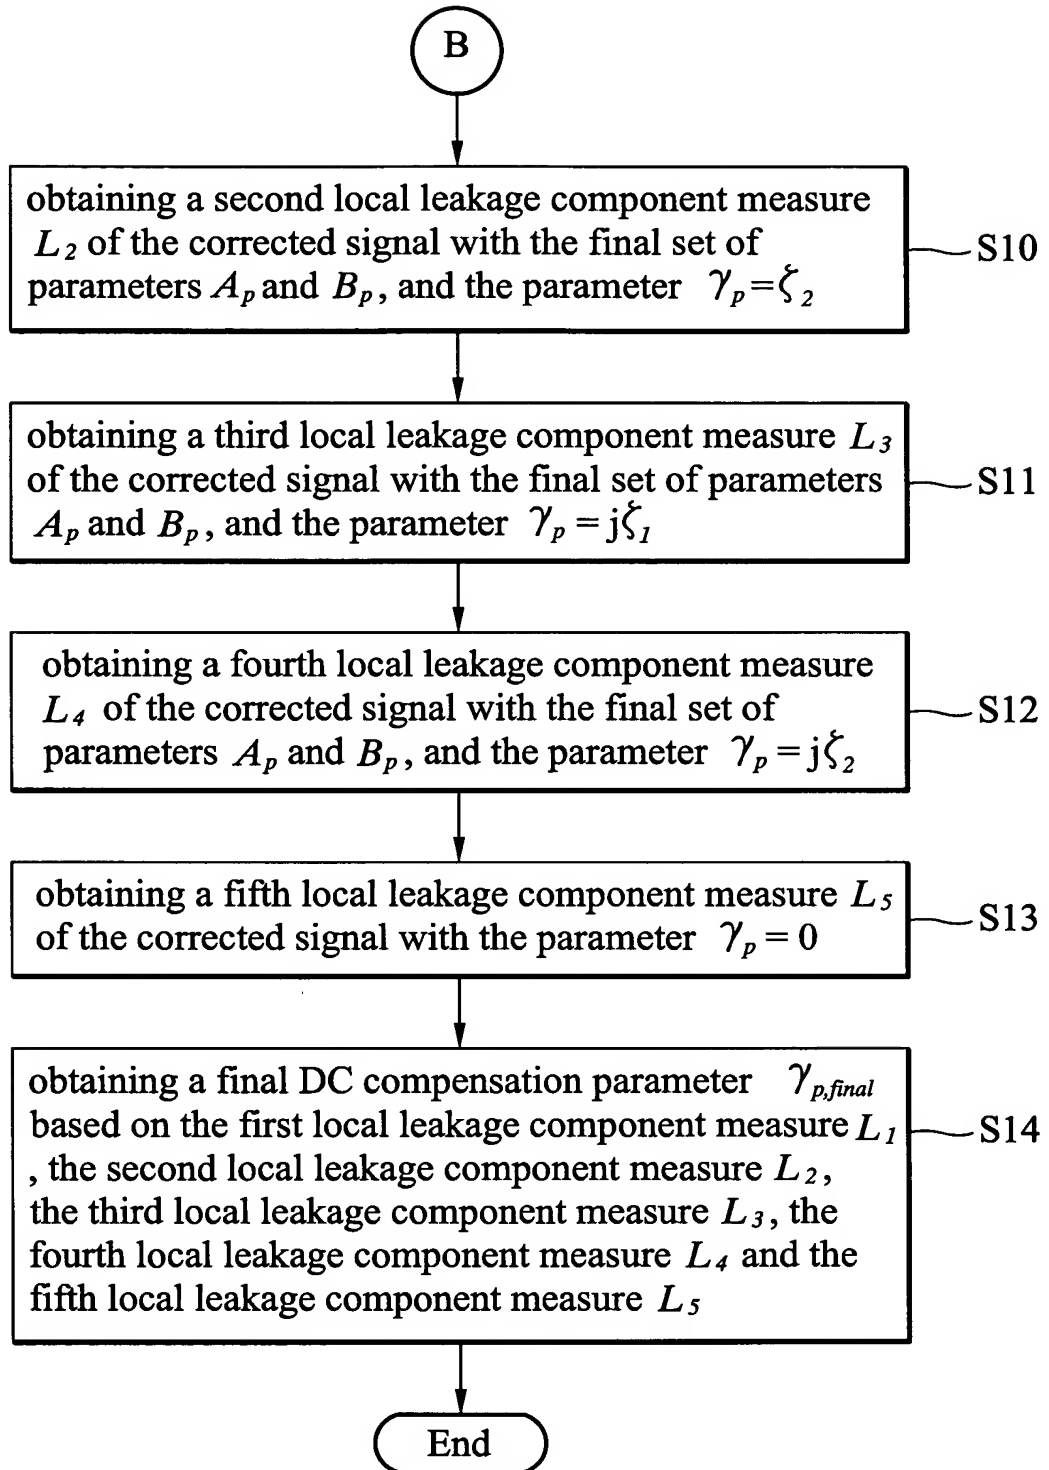 B
obtaining a second local leakage component measure
L₂ of the corrected signal with the final set of
parameters Aₚ and Bₚ, and the parameter γₚ=ζ₂
S10
obtaining a third local leakage component measure L₃
of the corrected signal with the final set of parameters
Aₚ and Bₚ, and the parameter γₚ = jζ₁
S11
obtaining a fourth local leakage component measure
L₄ of the corrected signal with the final set of
parameters Aₚ and Bₚ, and the parameter γₚ = jζ₂
S12
obtaining a fifth local leakage component measure L₅
of the corrected signal with the parameter γₚ = 0
S13
obtaining a final DC compensation parameter γp,final
based on the first local leakage component measure L₁
, the second local leakage component measure L₂,
the third local leakage component measure L₃, the
fourth local leakage component measure L₄ and the
fifth local leakage component measure L₅
S14
End